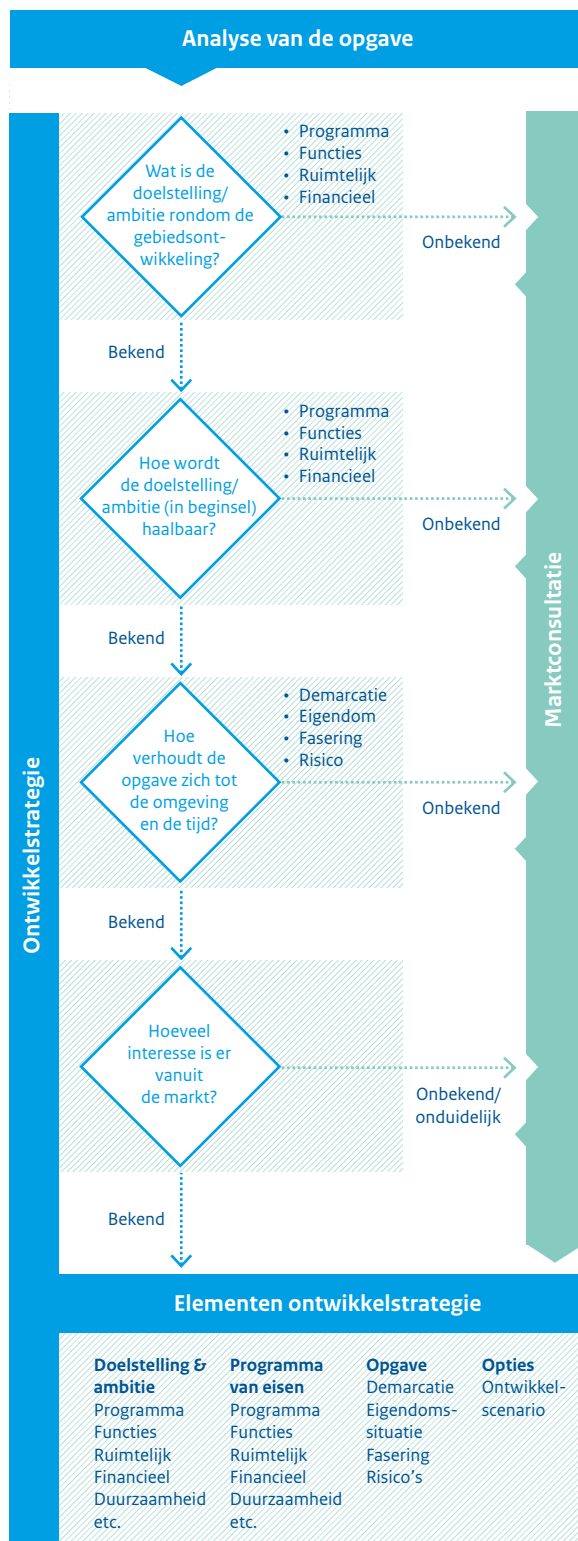 Analyse van de opgave
Wat is de
doelstelling/
ambitie rondom de
gebiedsont-
wikkeling?
• Programma
• Functies
• Ruimtelijk
• Financieel
Onbekend
Bekend
Hoe wordt
de doelstelling/
ambitie (in beginsel)
haalbaar?
• Programma
• Functies
• Ruimtelijk
• Financieel
Onbekend
Bekend
Hoe
verhoudt de
opgave zich tot
de omgeving
en de tijd?
• Demarcatie
• Eigendom
• Fasering
• Risico
Onbekend
Bekend
Hoeveel
interesse is er
vanuit
de markt?
Onbekend/
onduidelijk
Bekend
Ontwikkelstrategie
Marktconsultatie
Elementen ontwikkelstrategie
Doelstelling &
ambitie
Programma
Functies
Ruimtelijk
Financieel
Duurzaamheid
etc.
Programma
van eisen
Programma
Functies
Ruimtelijk
Financieel
Duurzaamheid
etc.
Opgave
Demarcatie
Eigendoms-
situatie
Fasering
Risico's
Opties
Ontwikkel-
scenario